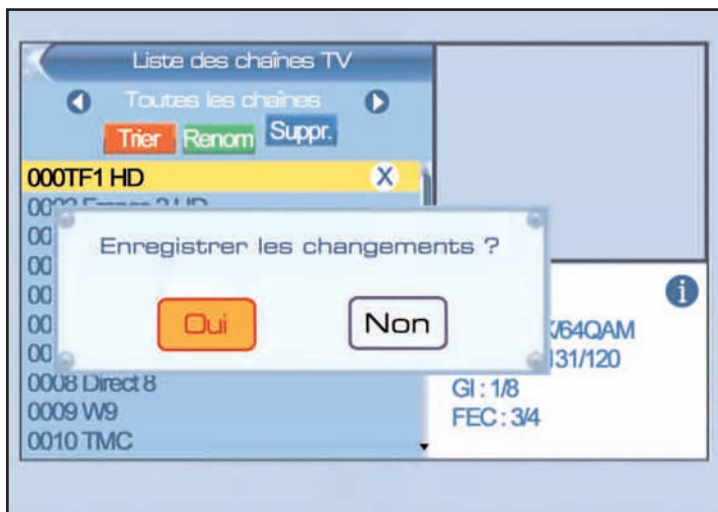 Liste des chaînes TV
Toutes les chaînes
Trier Renom Suppr.
000TF1 HD X
Enregistrer les changements ?
Oui Non
/64QAM
131/120
0008 Direct 8
GI : 1/8
0009 W9
FEC : 3/4
0010 TMC